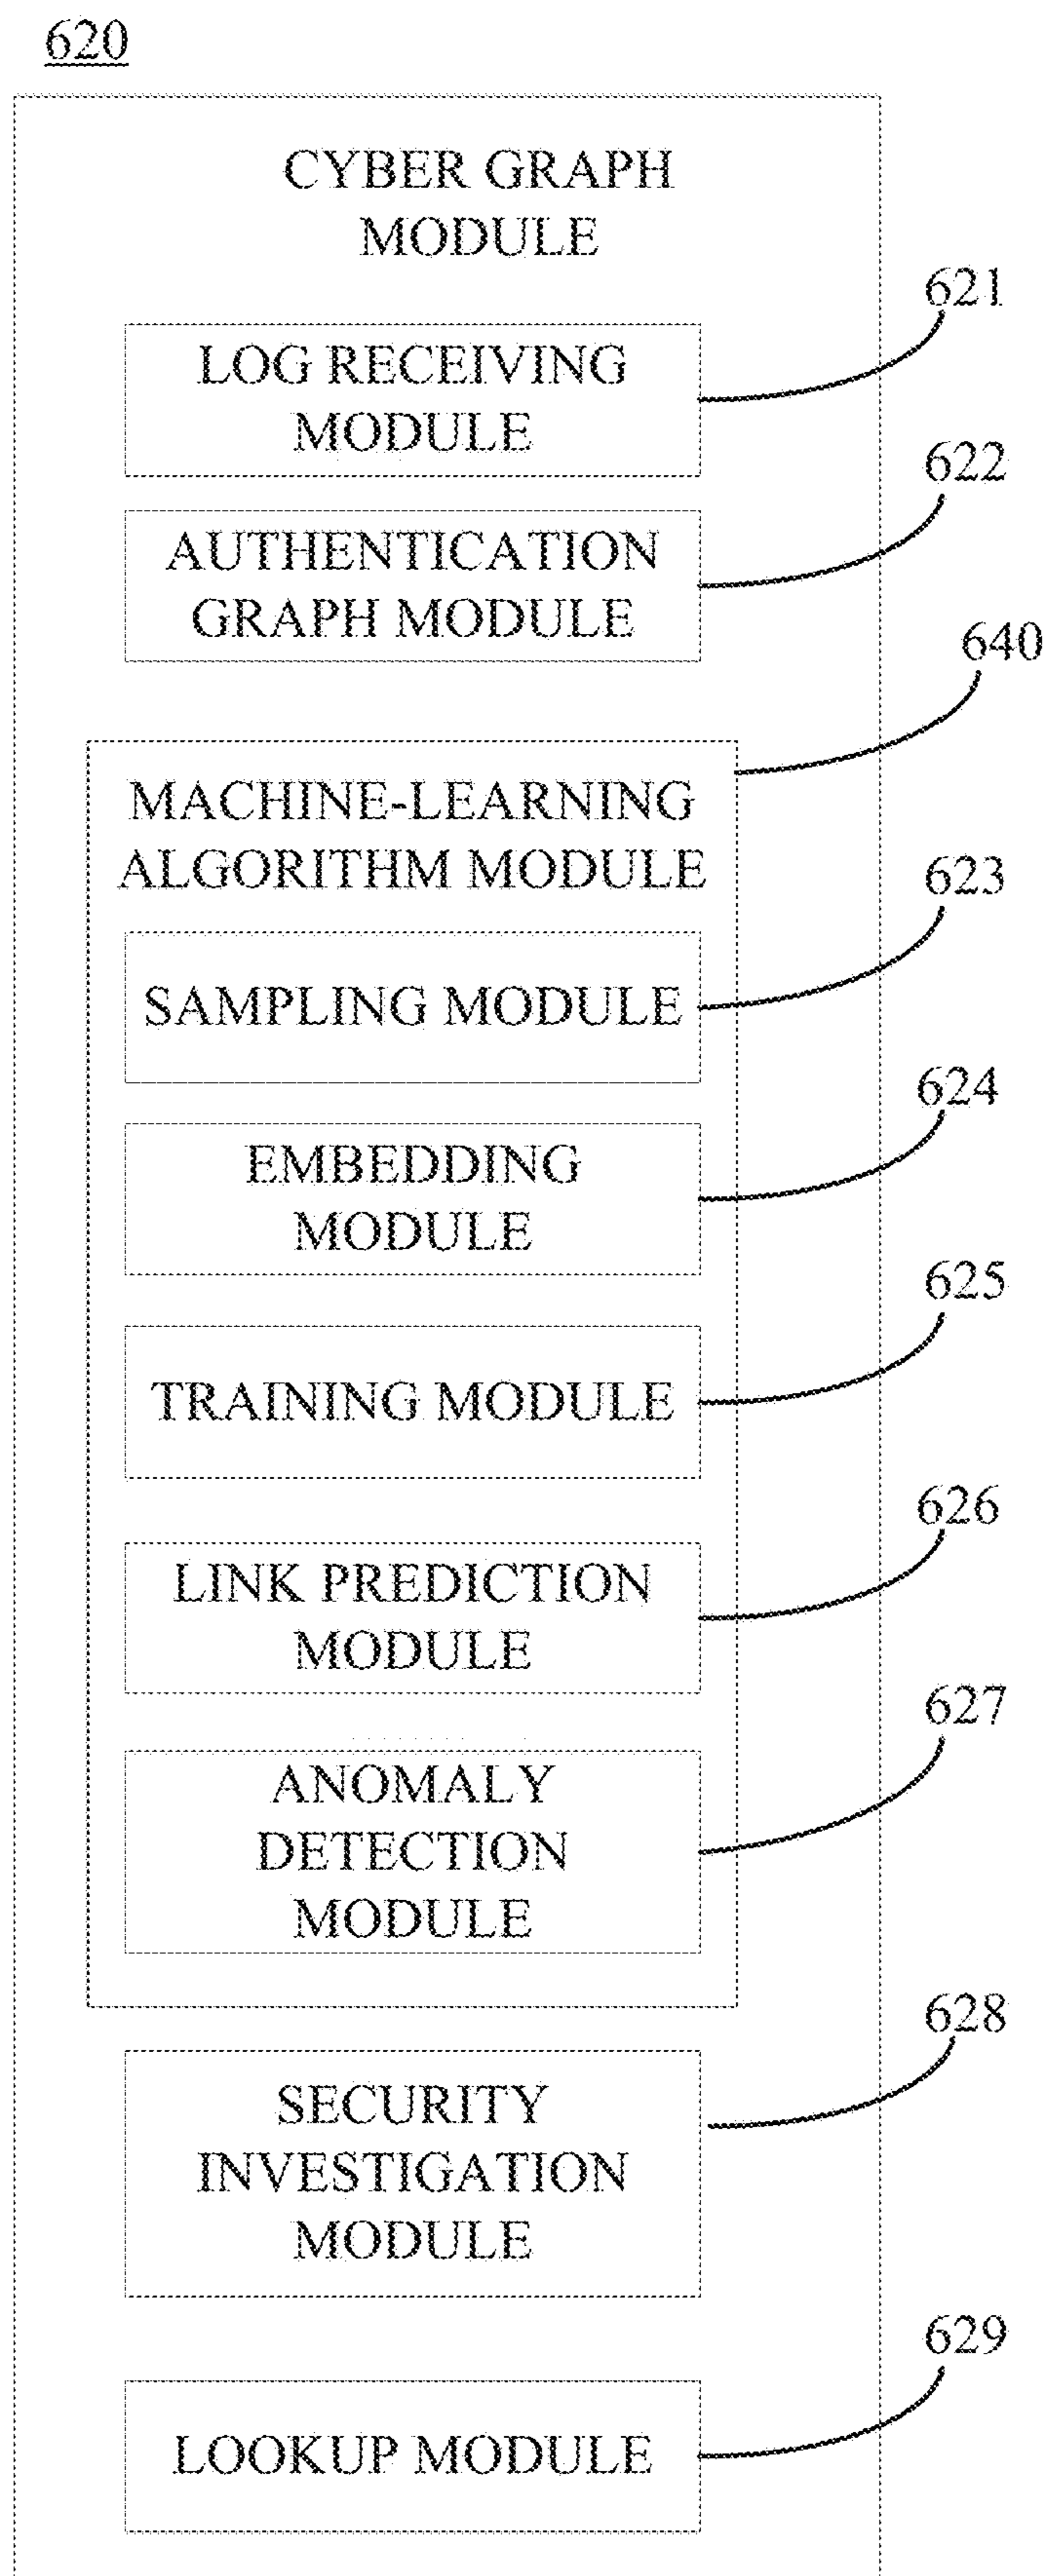 620
CYBER GRAPH
MODULE
621
LOG RECEIVING
MODULE
622
AUTHENTICATION
GRAPH MODULE
640
MACHINE-LEARNING
ALGORITHM MODULE
623
SAMPLING MODULE
624
EMBEDDING
MODULE
625
TRAINING MODULE
626
LINK PREDICTION
MODULE
627
ANOMALY
DETECTION
MODULE
628
SECURITY
INVESTIGATION
MODULE
629
LOOKUP MODULE